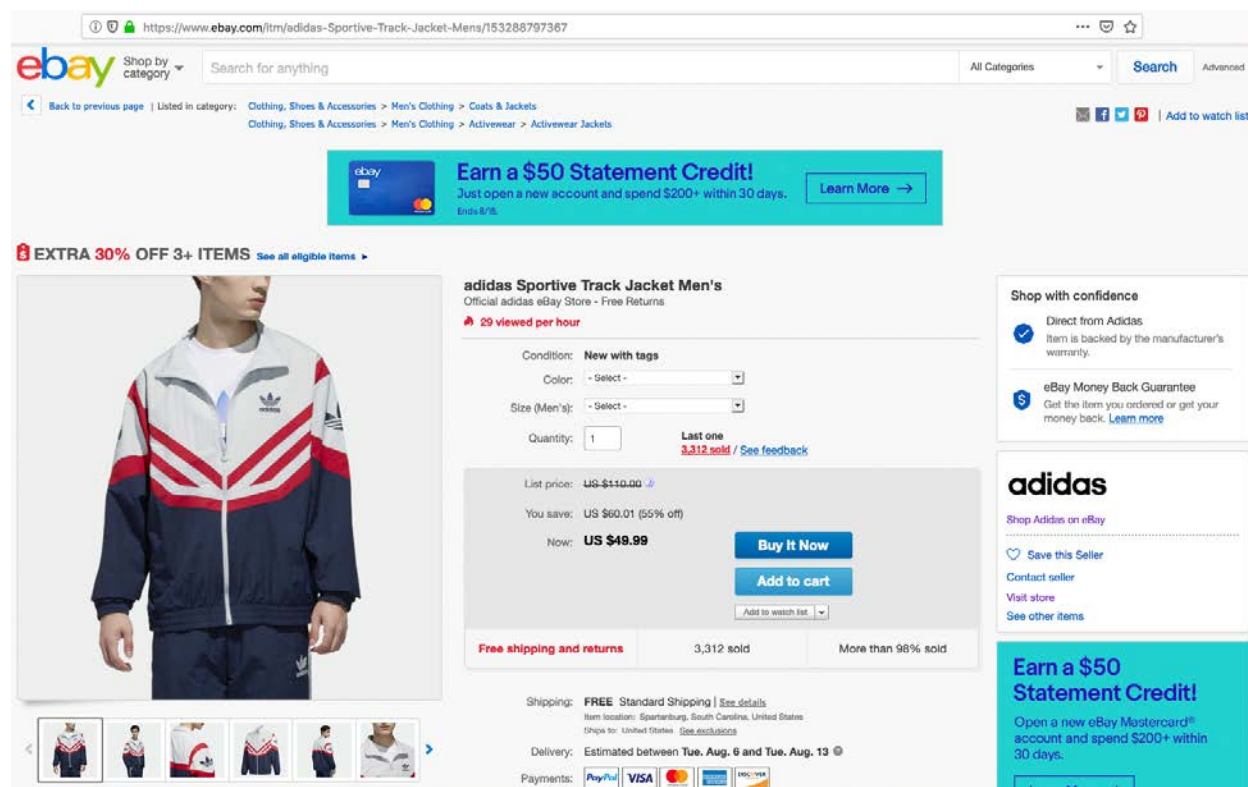 https://www.ebay.com/itm/adidas-Sportive-Track-Jacket-Mens/153288797367
ebay
Shop by category
Search for anything
All Categories
Search
Advanced
Back to previous page | Listed in category: Clothing, Shoes & Accessories > Men's Clothing > Coats & Jackets
Clothing, Shoes & Accessories > Men's Clothing > Activewear > Activewear Jackets
| Add to watch list
ebay
Earn a $50 Statement Credit!
Just open a new account and spend $200+ within 30 days.
Ends 8/18.
Learn More →
EXTRA 30% OFF 3+ ITEMS See all eligible items ►
adidas
adidas Sportive Track Jacket Men's
Official adidas eBay Store - Free Returns
29 viewed per hour
Condition: New with tags
Color: - Select -
Size (Men's): - Select -
Quantity: 1
Last one
3,312 sold / See feedback
List price: US $110.00
You save: US $60.01 (55% off)
Now: US $49.99
Buy It Now
Add to cart
Add to watch list
Free shipping and returns
3,312 sold
More than 98% sold
Shipping: FREE Standard Shipping | See details
Item location: Spartanburg, South Carolina, United States
Ships to: United States See exclusions
Delivery: Estimated between Tue. Aug. 6 and Tue. Aug. 13
Payments: PayPal VISA DISCOVER
Shop with confidence
Direct from Adidas
Item is backed by the manufacturer's
warranty.
eBay Money Back Guarantee
Get the item you ordered or get your
money back. Learn more
adidas
Shop Adidas on eBay
Save this Seller
Contact seller
Visit store
See other items
Earn a $50
Statement Credit!
Open a new eBay Mastercard®
account and spend $200+ within
30 days.